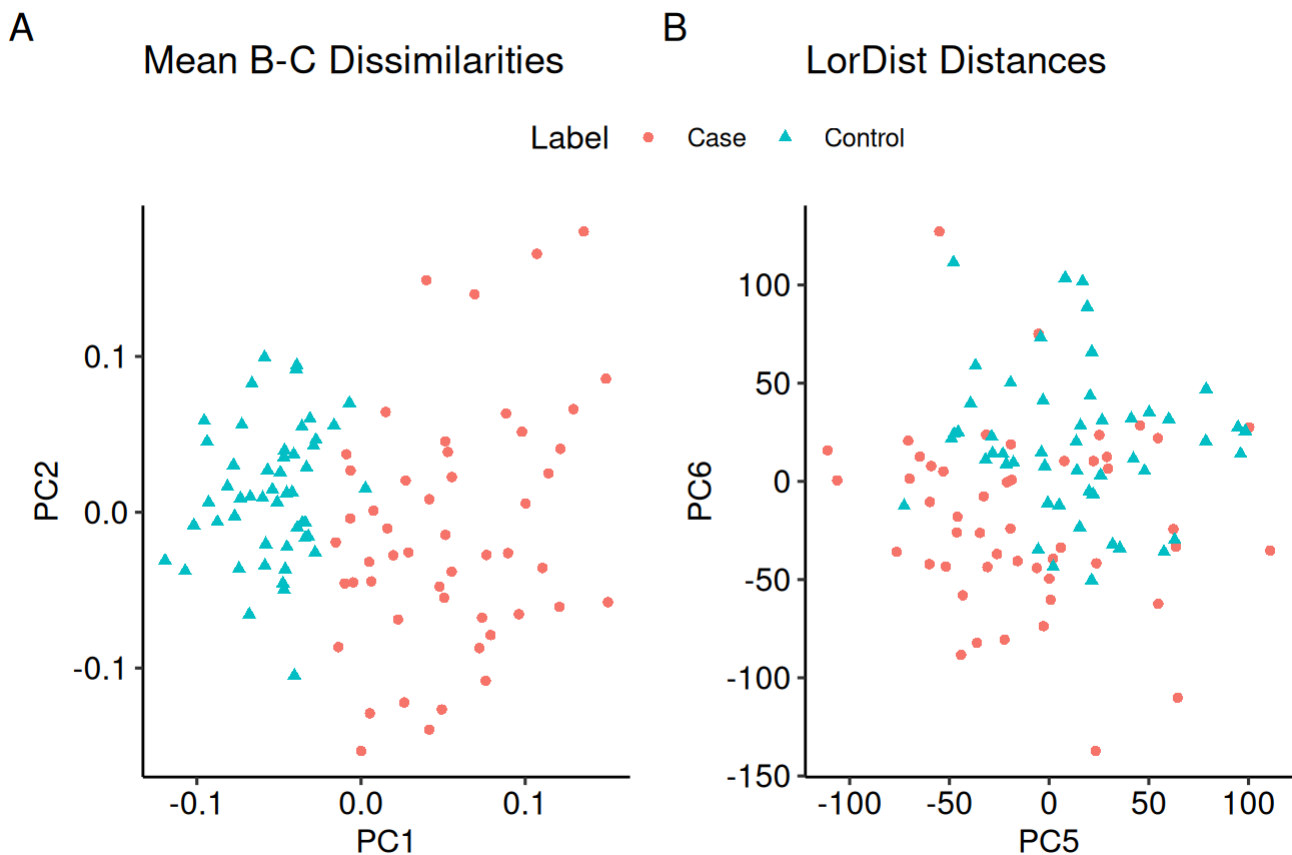 A
Mean B-C Dissimilarities
B
LorDist Distances
Label Case Control
PC2
0.1
0.0
-0.1
-0.1 0.0 0.1
PC1
PC6
100
50
0
-50
-100
-150
-100 -50 0 50 100
PC5